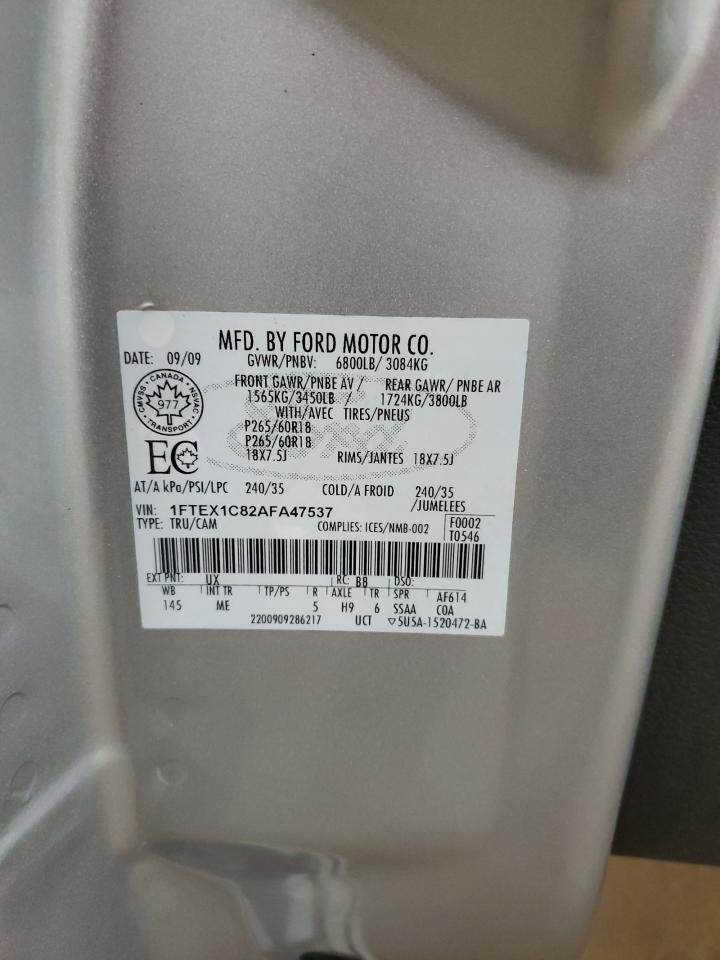 MFD. BY FORD MOTOR CO.
DATE: 09/09 GVWR/PNBV: 6800LB/ 3084KG
CMVSS · CANADA · NSVAC · TRANSPORT
977
FRONT GAWR/PNBE AV / REAR GAWR/ PNBE AR
1565KG/3450LB / 1724KG/3800LB
WITH/AVEC TIRES/PNEUS
P265/60R18
P265/60R18
18X7.5J RIMS/JANTES 18X7.5J
EC
AT/A kPa/PSI/LPC 240/35 COLD/A FROID 240/35
/JUMELEES
VIN: 1FTEX1C82AFA47537
TYPE: TRU/CAM COMPLIES: ICES/NMB-002
F0002
T0546
EXT PNT: UX RC: B8 DSO:
WB INT TR TP/PS R AXLE TR SPR AF614
145 ME 5 H9 6 SSAA COA
2200909286217 UCT ▽5U5A-1520472-BA